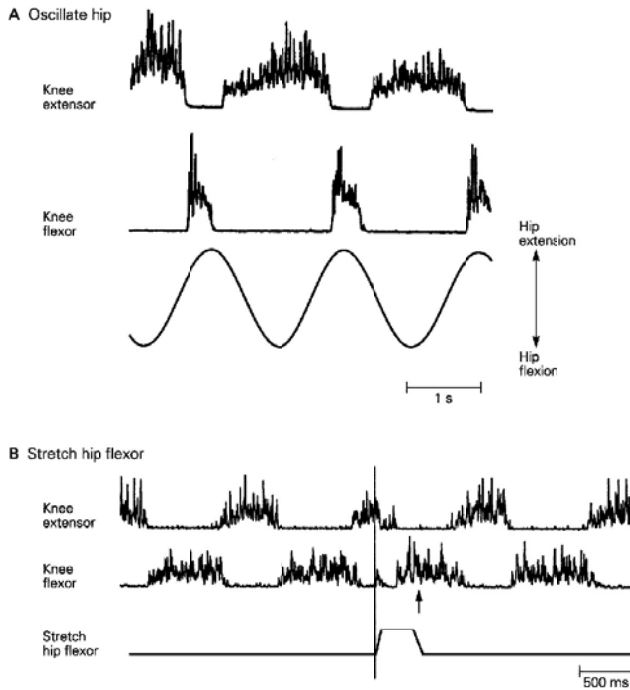 A Oscillate hip
Knee
extensor
Knee
flexor
Hip
extension
Hip
flexion
1 s
B Stretch hip flexor
Knee
extensor
Knee
flexor
Stretch
hip flexor
500 ms